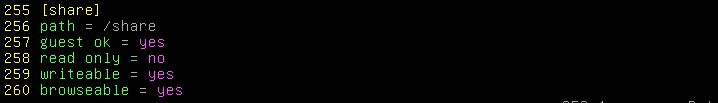 255 [share]
256 path = /share
257 guest ok = yes
258 read only = no
259 writeable = yes
260 browseable = yes